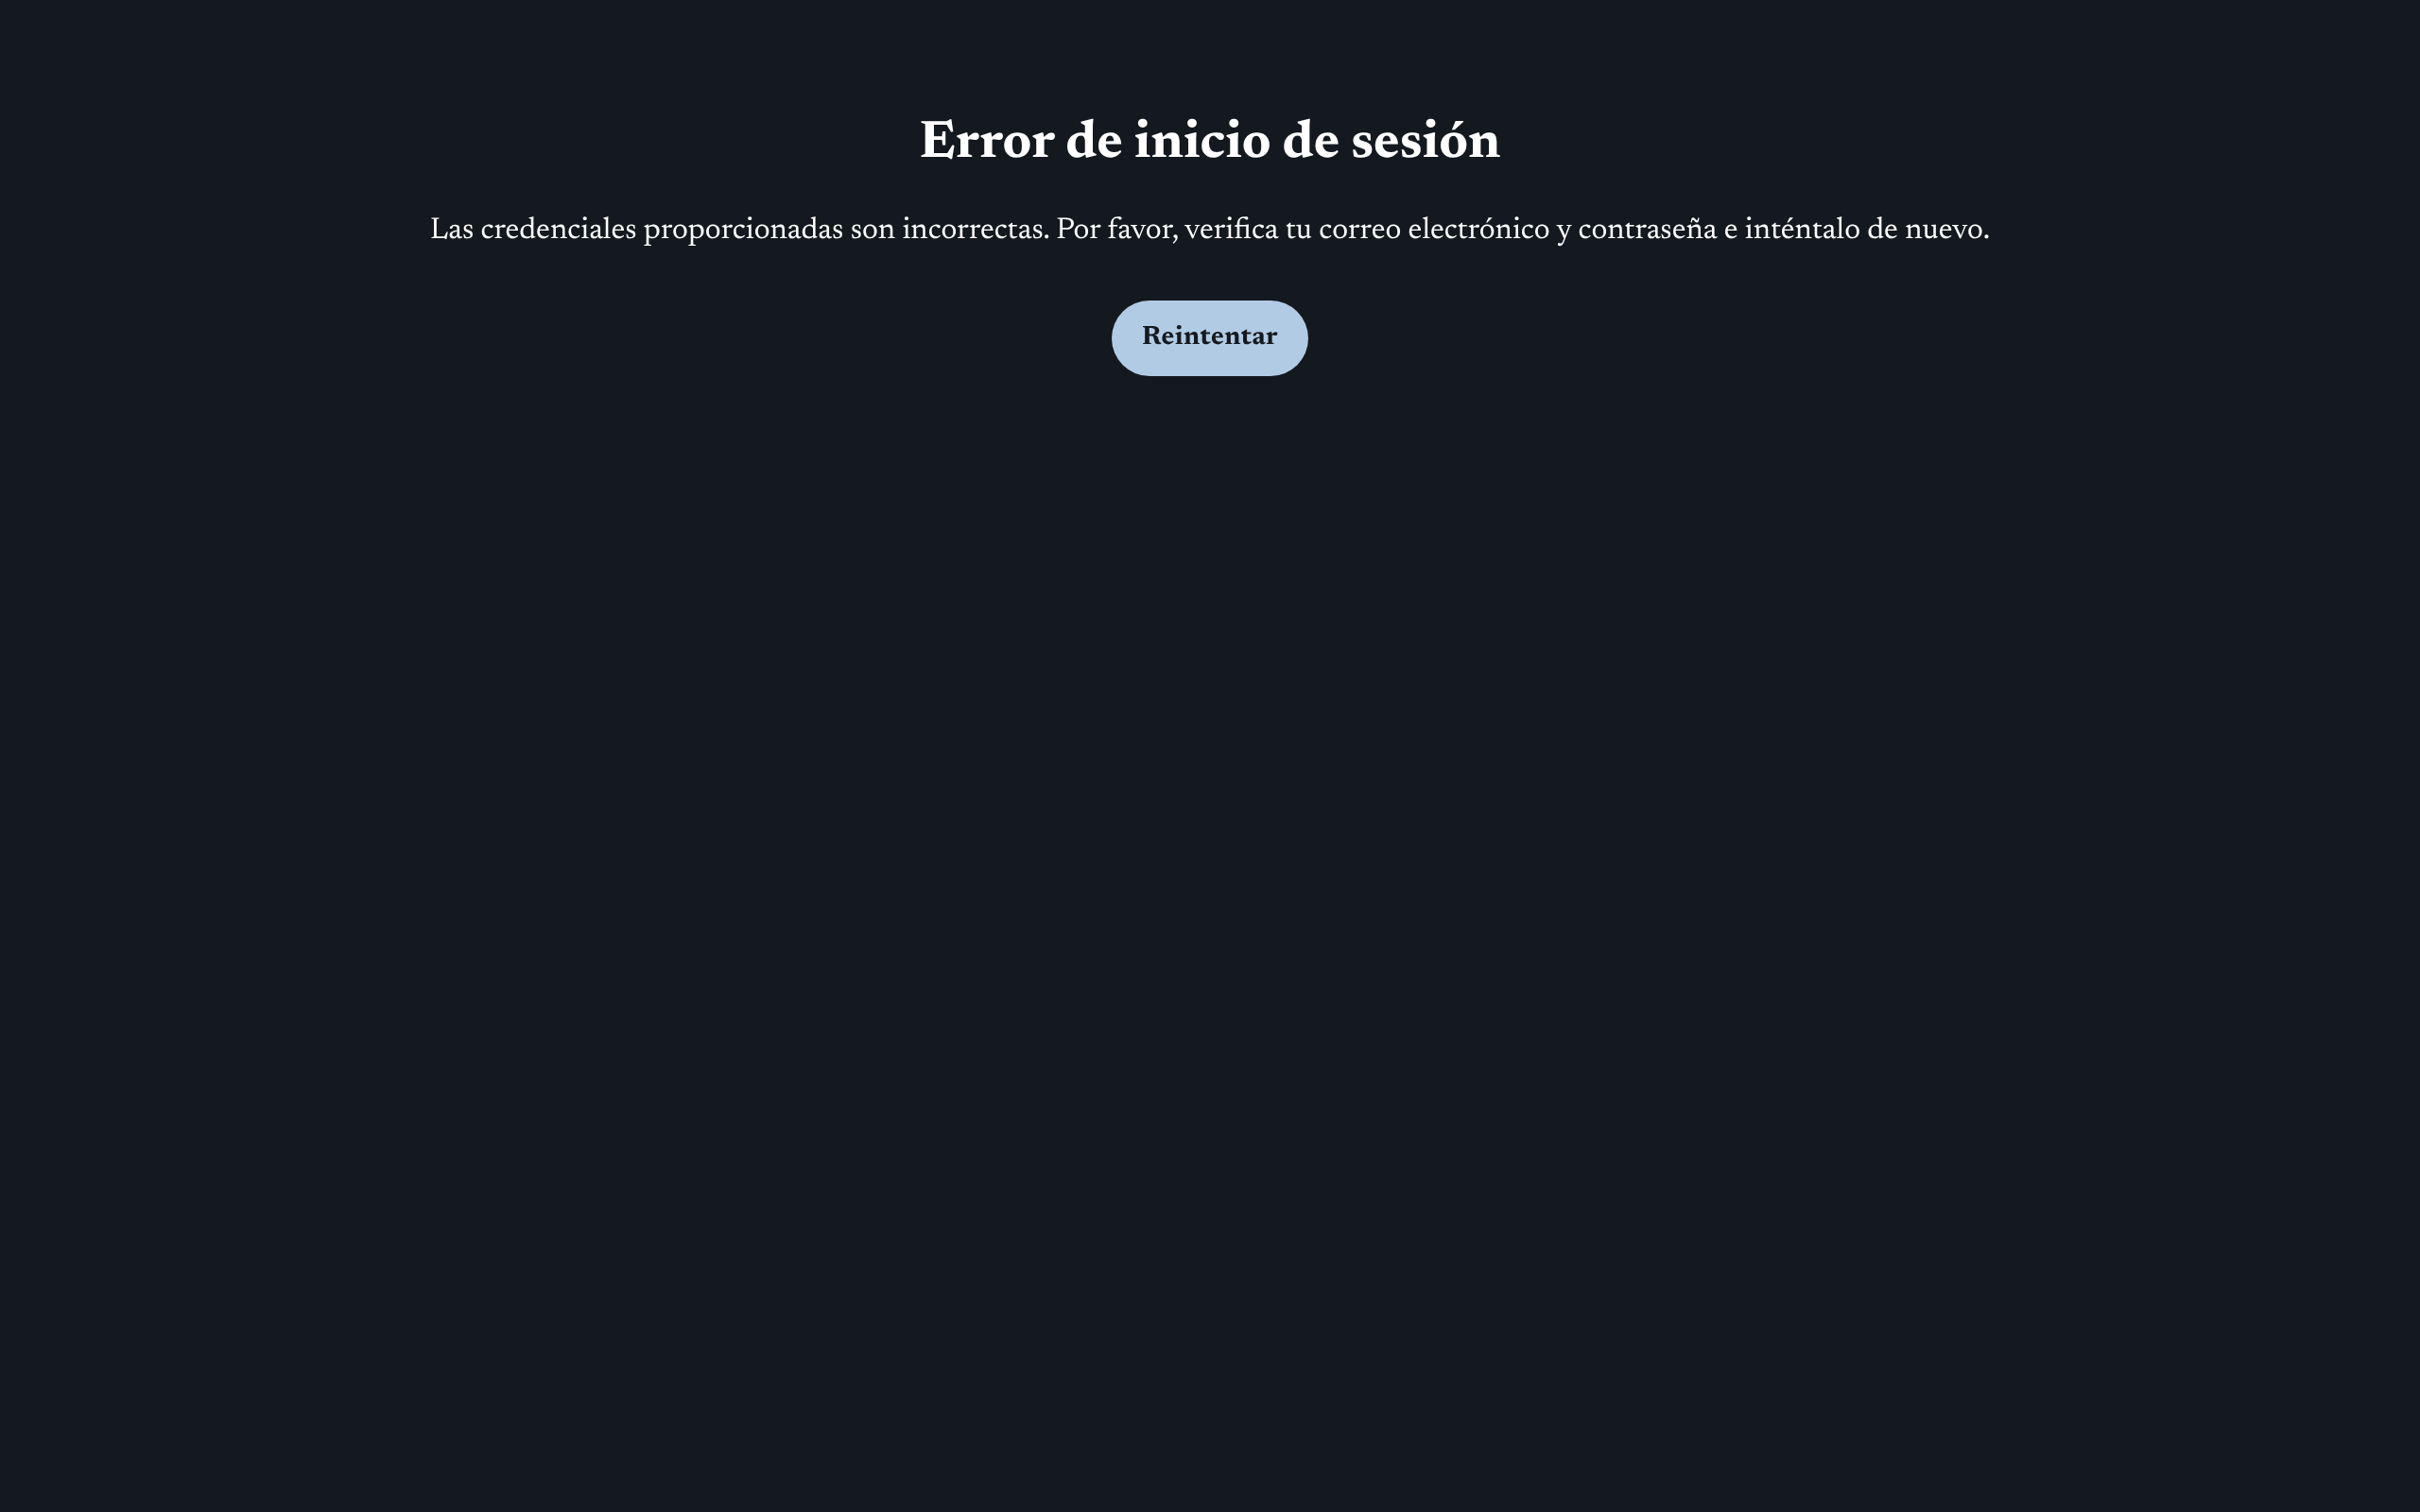 Error de inicio de sesión
Las credenciales proporcionadas son incorrectas. Por favor, verifica tu correo electrónico y contraseña e inténtalo de nuevo.
Reintentar